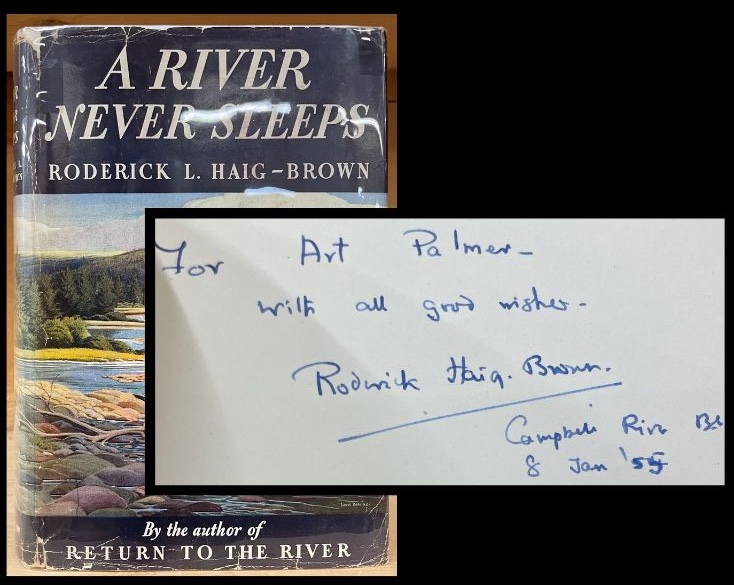 A RIVER
NEVER SLEEPS
RODERICK L. HAIG-BROWN
By the author of
RETURN TO THE RIVER
For Art Palmer-
with all good wishes-
Roderick Haig-Brown.
Campbell River BC
8 Jan